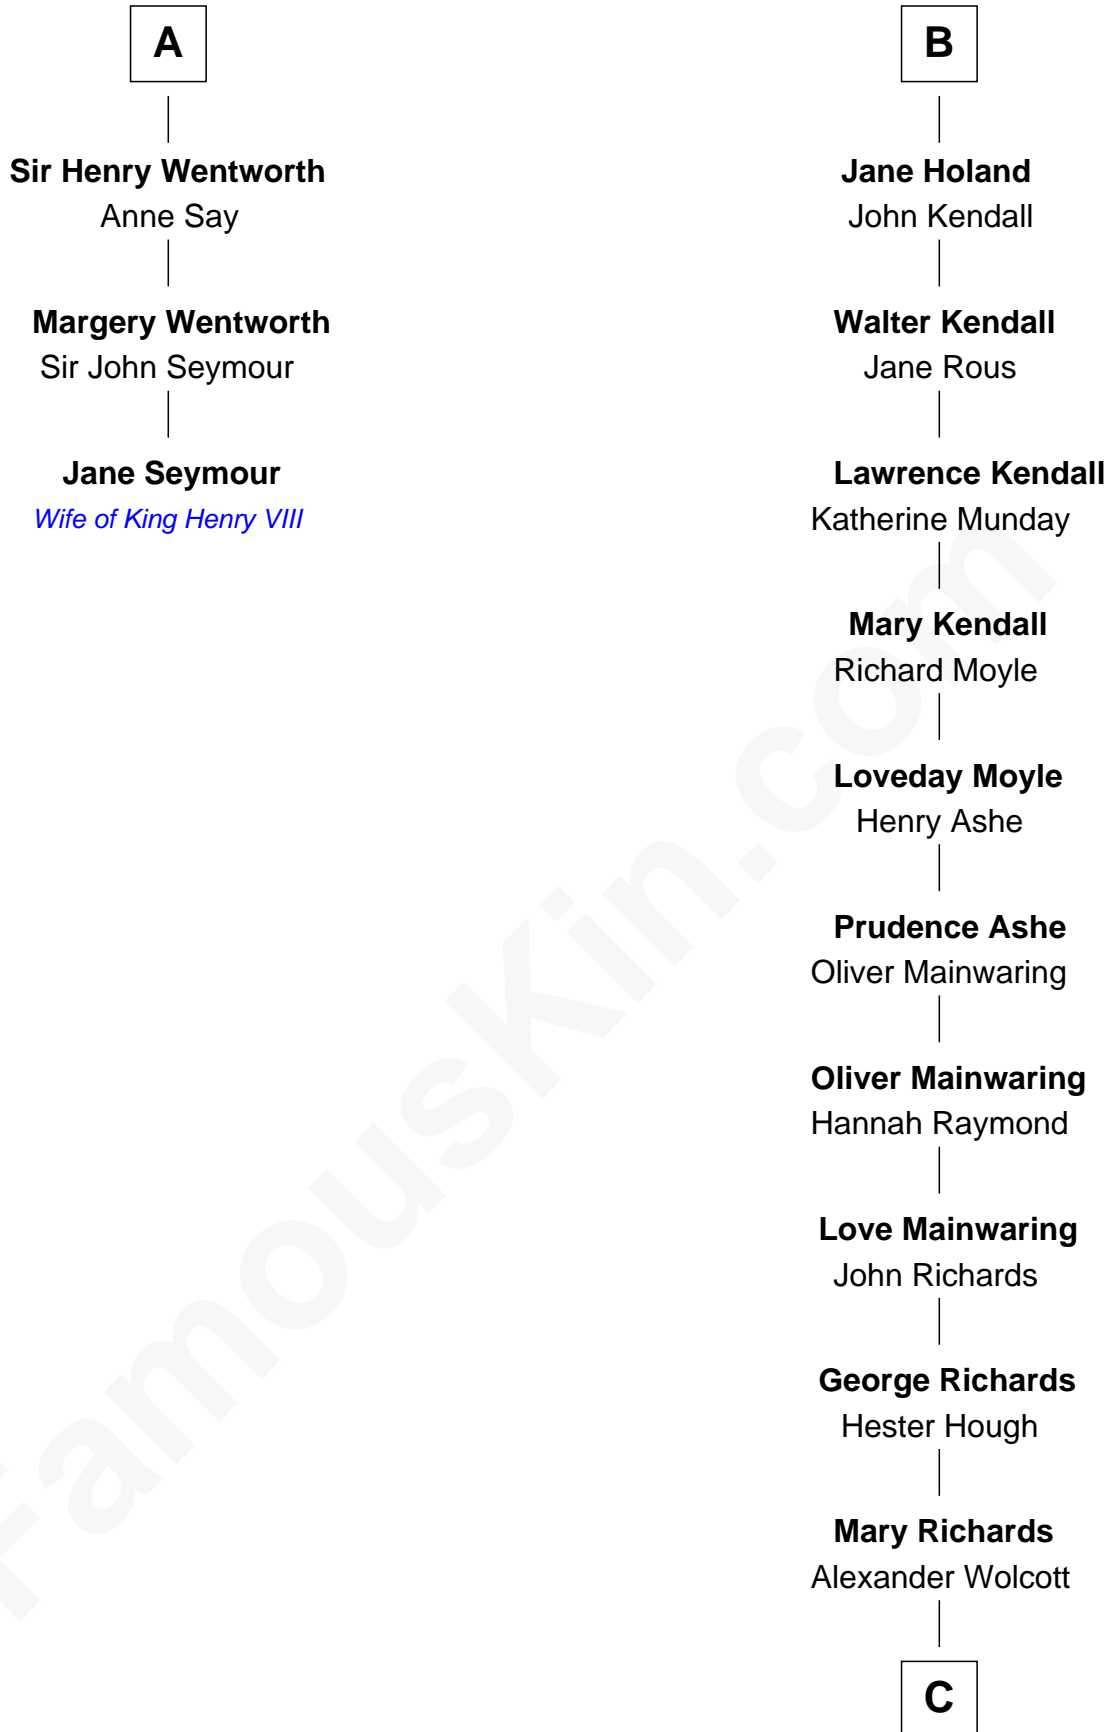 A
Sir Henry Wentworth
Anne Say
Margery Wentworth
Sir John Seymour
Jane Seymour
Wife of King Henry VIII
B
Jane Holand
John Kendall
Walter Kendall
Jane Rous
Lawrence Kendall
Katherine Munday
Mary Kendall
Richard Moyle
Loveday Moyle
Henry Ashe
Prudence Ashe
Oliver Mainwaring
Oliver Mainwaring
Hannah Raymond
Love Mainwaring
John Richards
George Richards
Hester Hough
Mary Richards
Alexander Wolcott
C
FamousKin.com